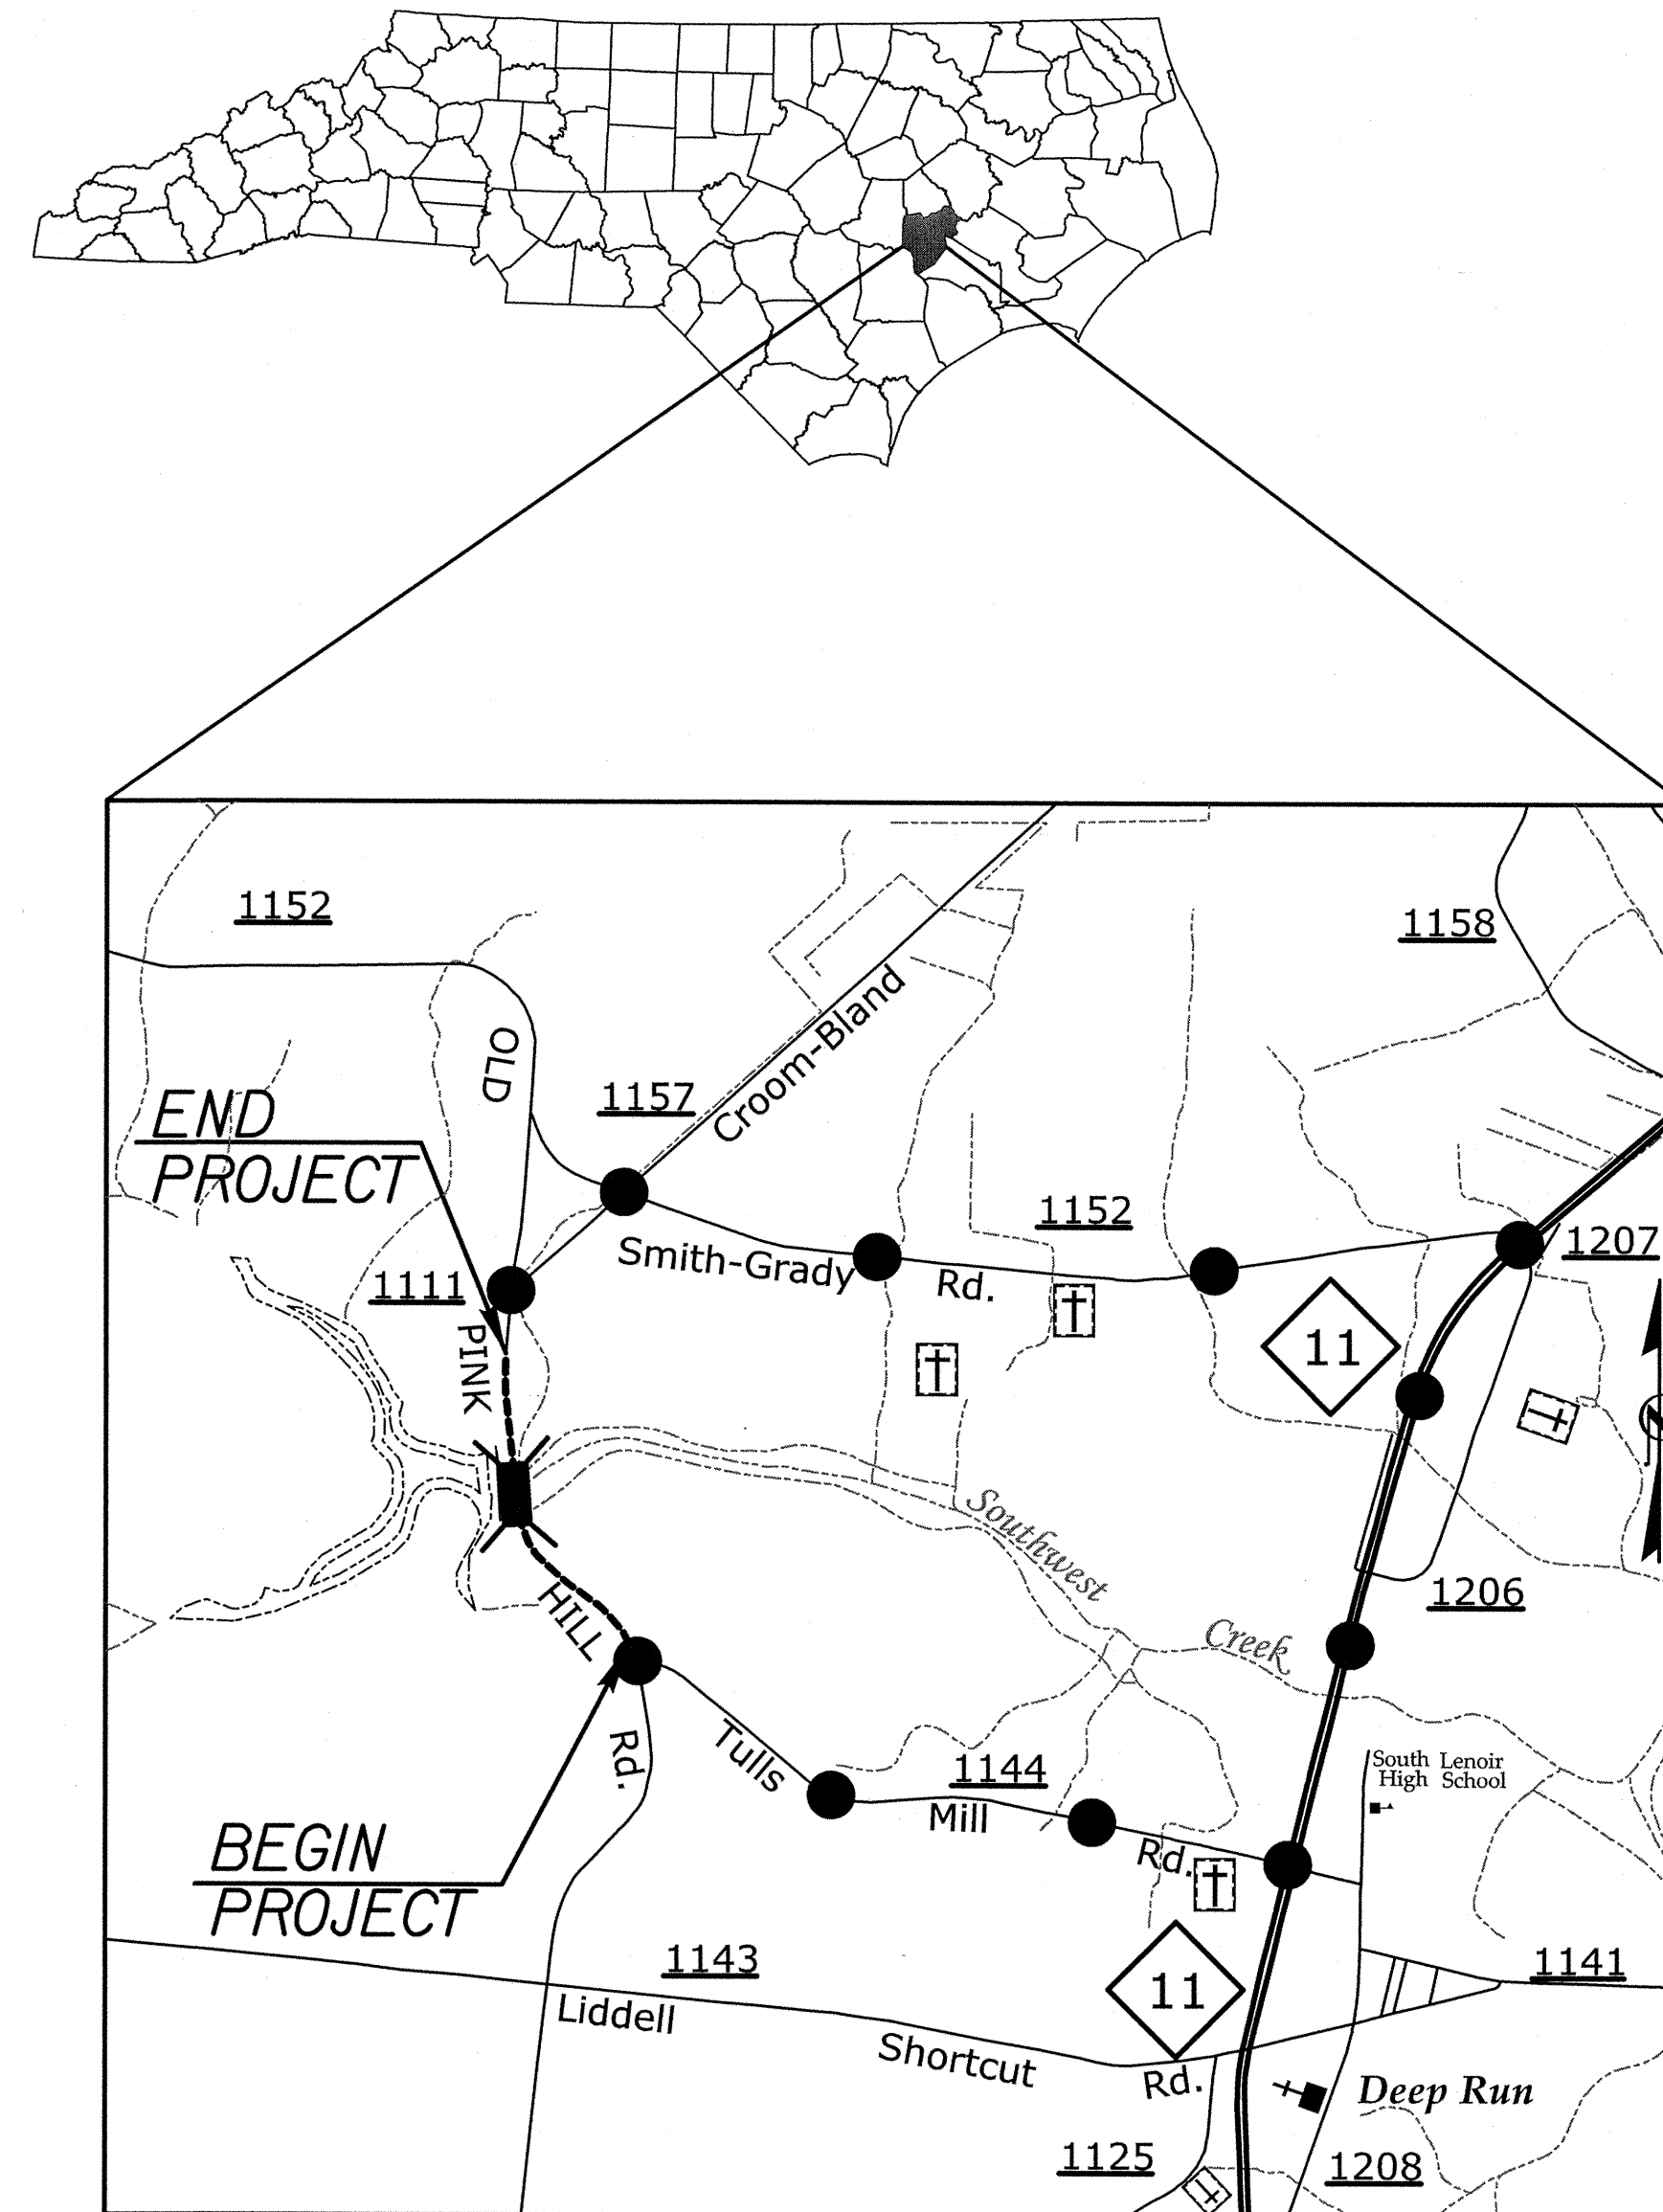 1152
1158
OLD
Croom-Bland
1157
END
PROJECT
1152
1207
Smith-Grady
Rd.
1111
PINK
11
Southwest
1206
HILL
Creek
Rd.
Tulls
1144
Mill
Rd.
South Lenoir
High School
BEGIN
PROJECT
1143
11
1141
Liddell
Shortcut
Rd.
Deep Run
1125
1208